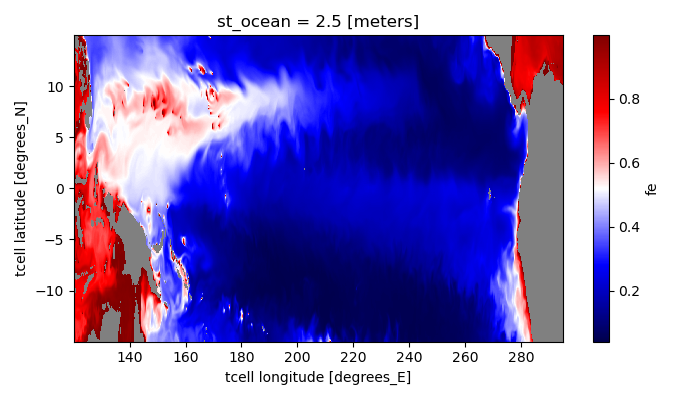 st_ocean = 2.5 [meters]
10
5
0
−5
−10
tcell latitude [degrees_N]
140 160 180 200 220 240 260 280
tcell longitude [degrees_E]
0.8
0.6
0.4
0.2
fe